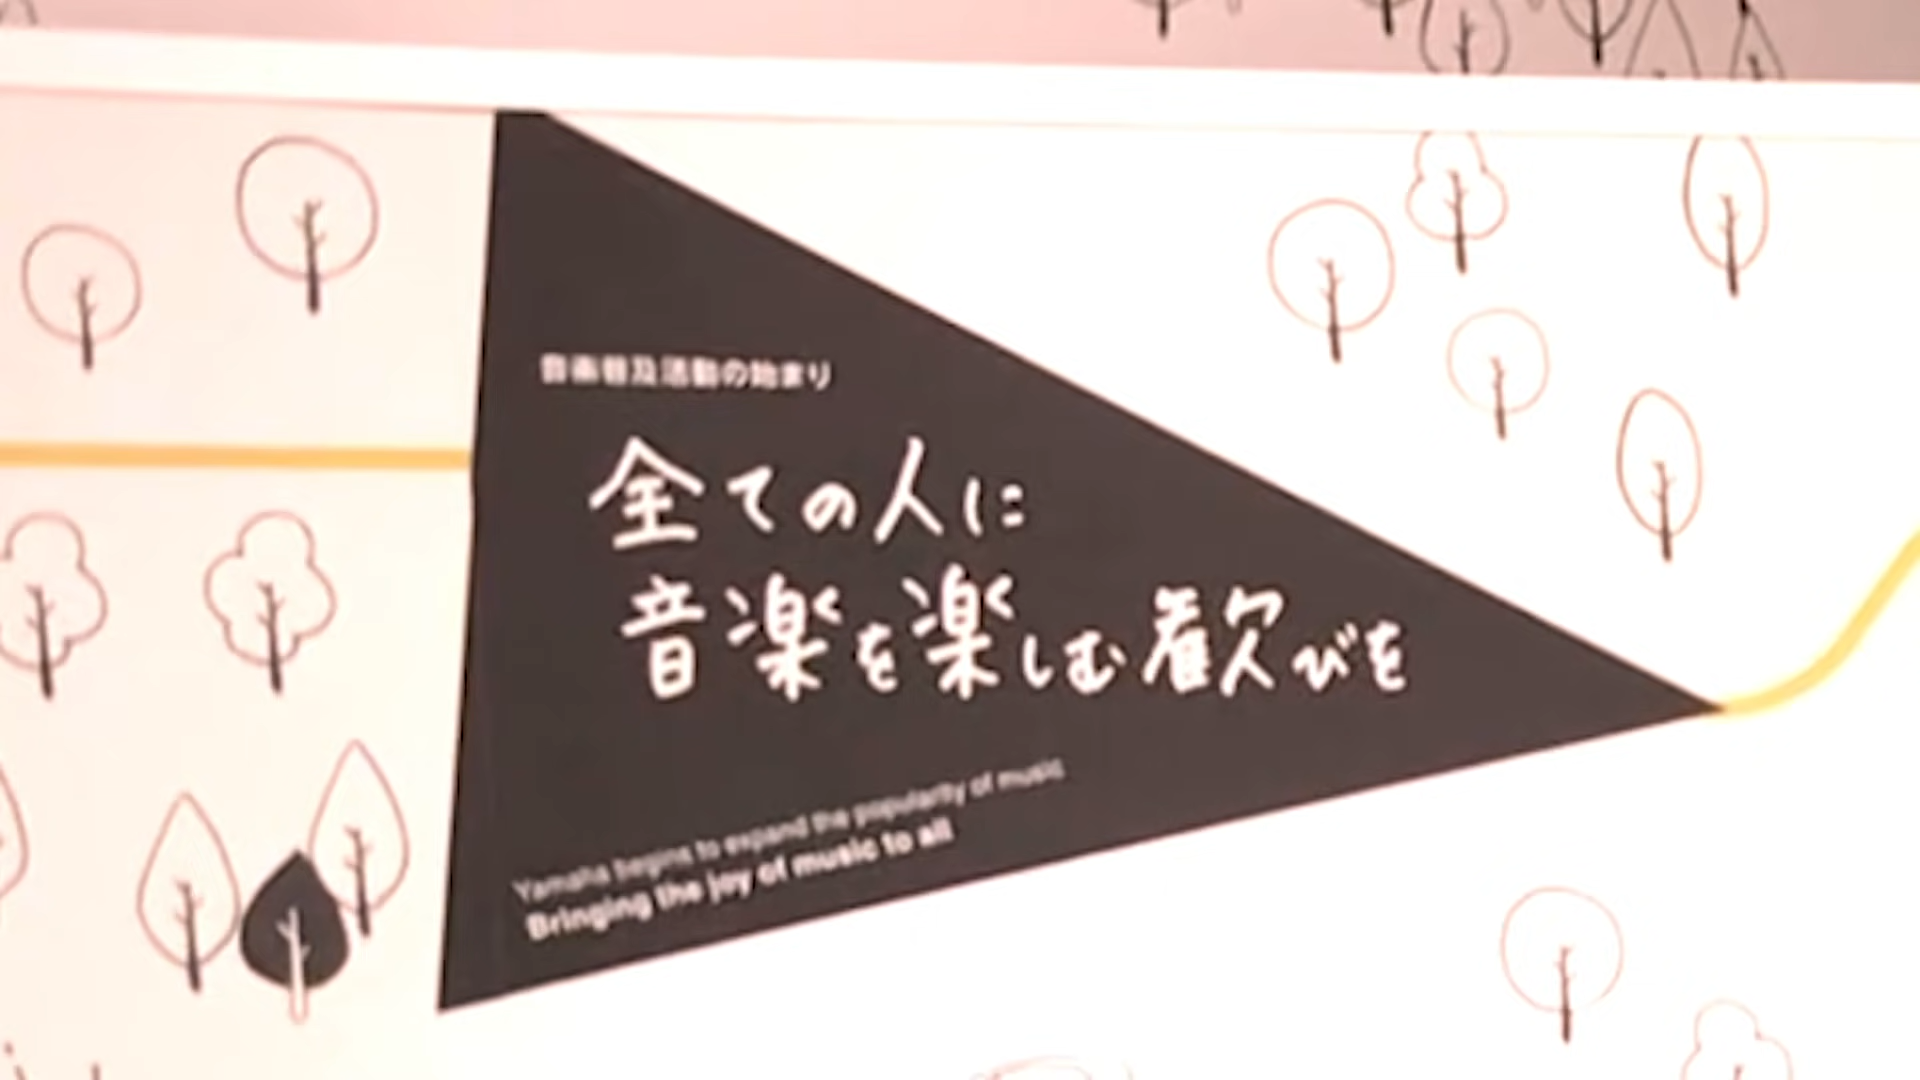 音楽普及活動の始まり
全ての人に
音楽を楽しむ歓びを
Yamaha begins to expand the popularity of music
Bringing the joy of music to all